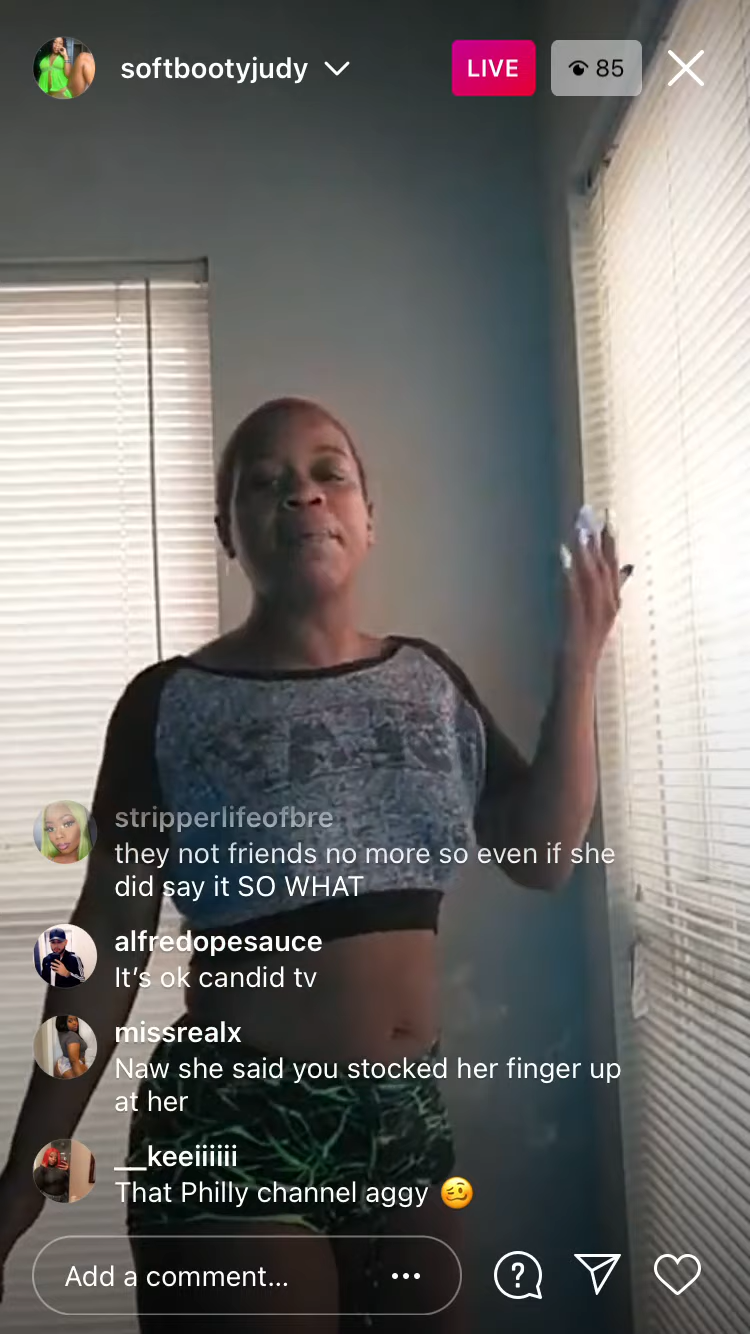 softbootyjudy
LIVE
85
stripperlifeofbre
they not friends no more so even if she
did say it SO WHAT
alfredopesauce
It's ok candid tv
missrealx
Naw she said you stocked her finger up
at her
__keeiiiiii
That Philly channel aggy 🥴
Add a comment...